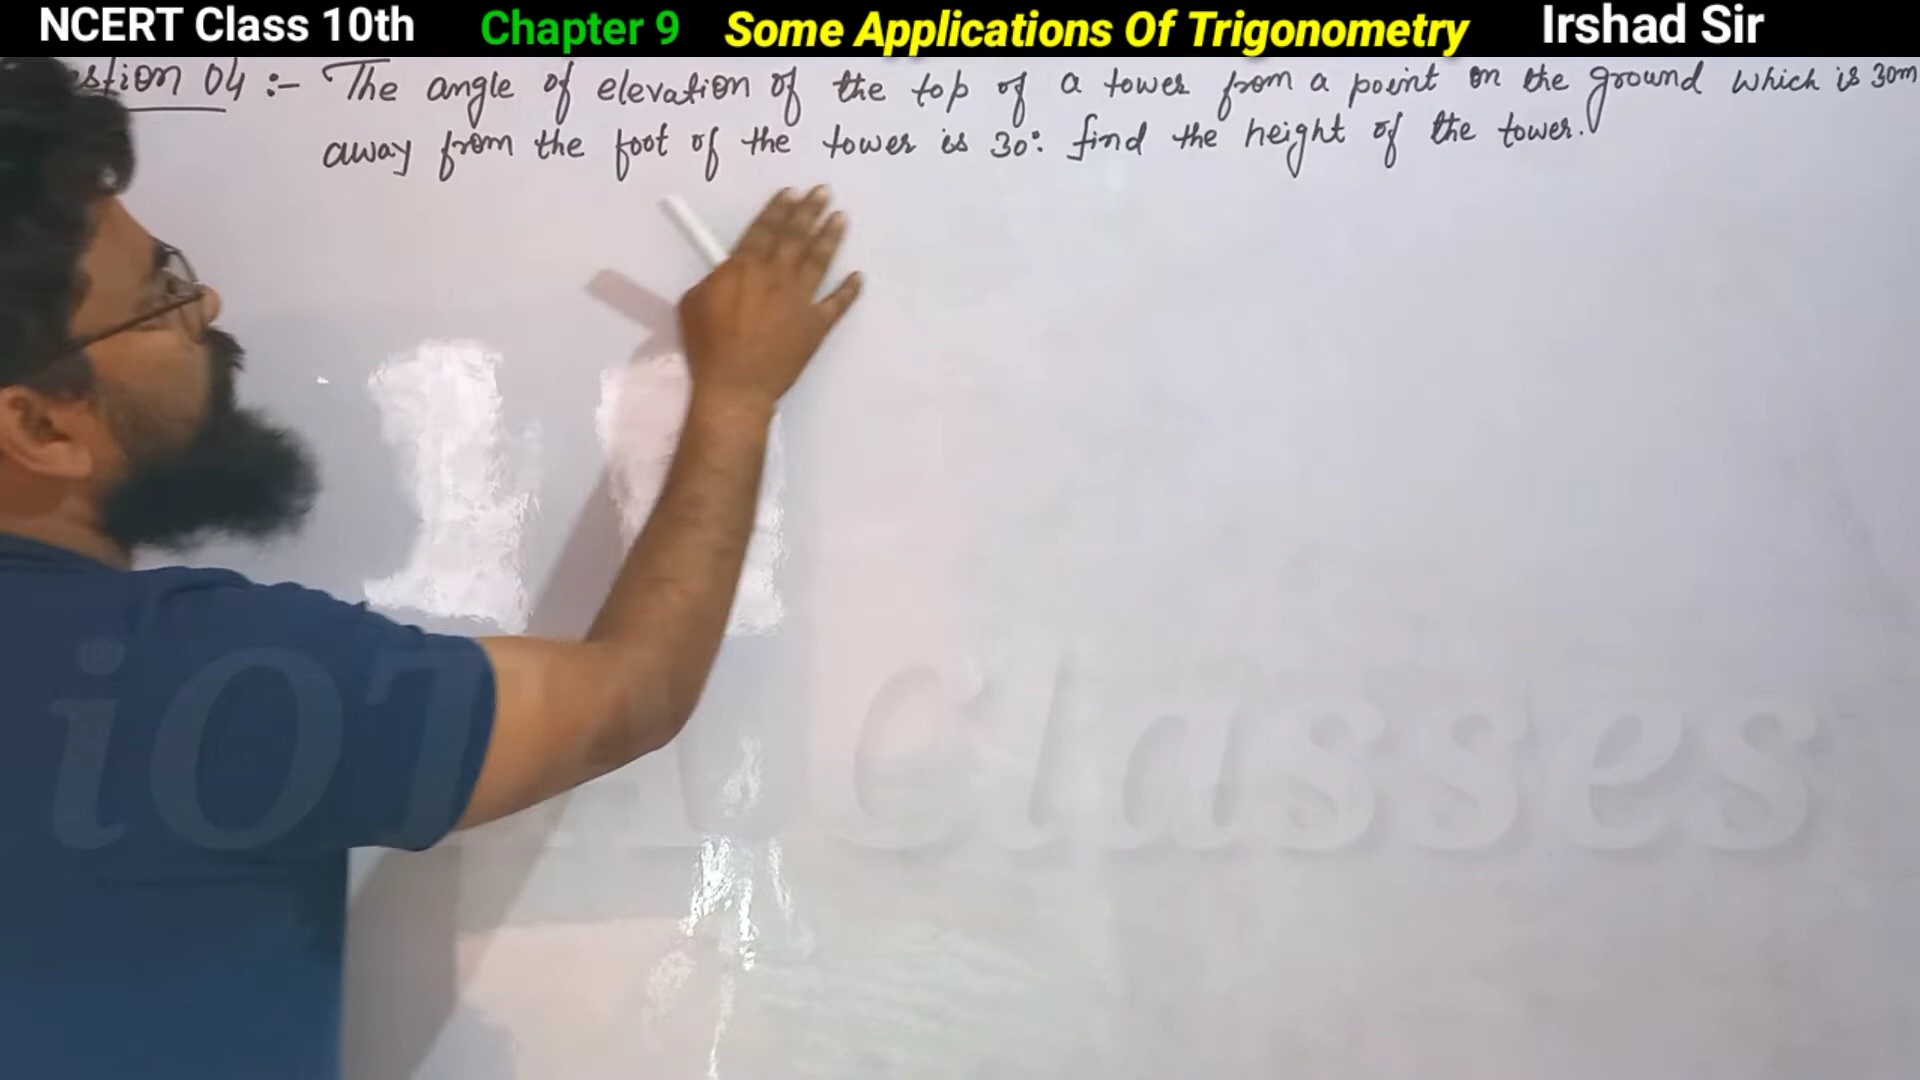 NCERT Class 10th Chapter 9 Some Applications Of Trigonometry Irshad Sir
stion 04 :- The angle of elevation of the top of a tower from a point on the ground which is 30m
away from the foot of the tower is 30°. find the height of the tower.
iOTA Classes